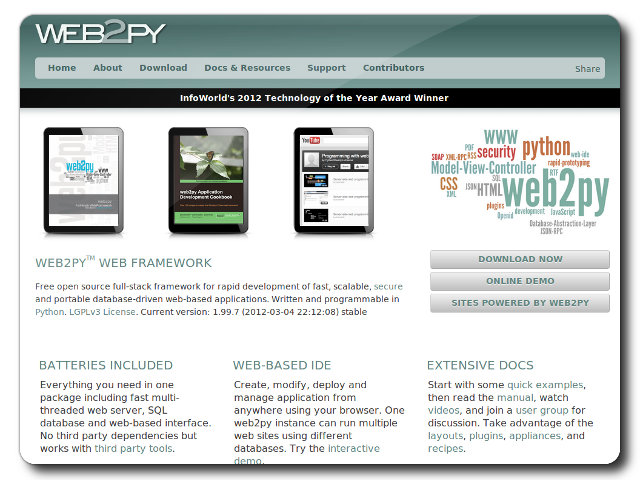 WEB2PY
Home About Download Docs & Resources Support Contributors Share
InfoWorld's 2012 Technology of the Year Award Winner
web2py
web2py Application
Development Cookbook
YouTube
Programming with web
WWW
python
PDF
web-ide
SOAP XML-RPC RSS security
rapid-prototyping
Model-View-Controller
RTF
CSS JSON HTML SQL web2py
XML
plugins
Openid development JavaScript
Database-Abstraction-Layer
JSON-RPC
WEB2PY™ WEB FRAMEWORK
Free open source full-stack framework for rapid development of fast, scalable, secure
and portable database-driven web-based applications. Written and programmable in
Python. LGPLv3 License. Current version: 1.99.7 (2012-03-04 22:12:08) stable
DOWNLOAD NOW
ONLINE DEMO
SITES POWERED BY WEB2PY
BATTERIES INCLUDED
Everything you need in one
package including fast multi-
threaded web server, SQL
database and web-based interface.
No third party dependencies but
works with third party tools.
WEB-BASED IDE
Create, modify, deploy and
manage application from
anywhere using your browser. One
web2py instance can run multiple
web sites using different
databases. Try the interactive
demo.
EXTENSIVE DOCS
Start with some quick examples,
then read the manual, watch
videos, and join a user group for
discussion. Take advantage of the
layouts, plugins, appliances, and
recipes.